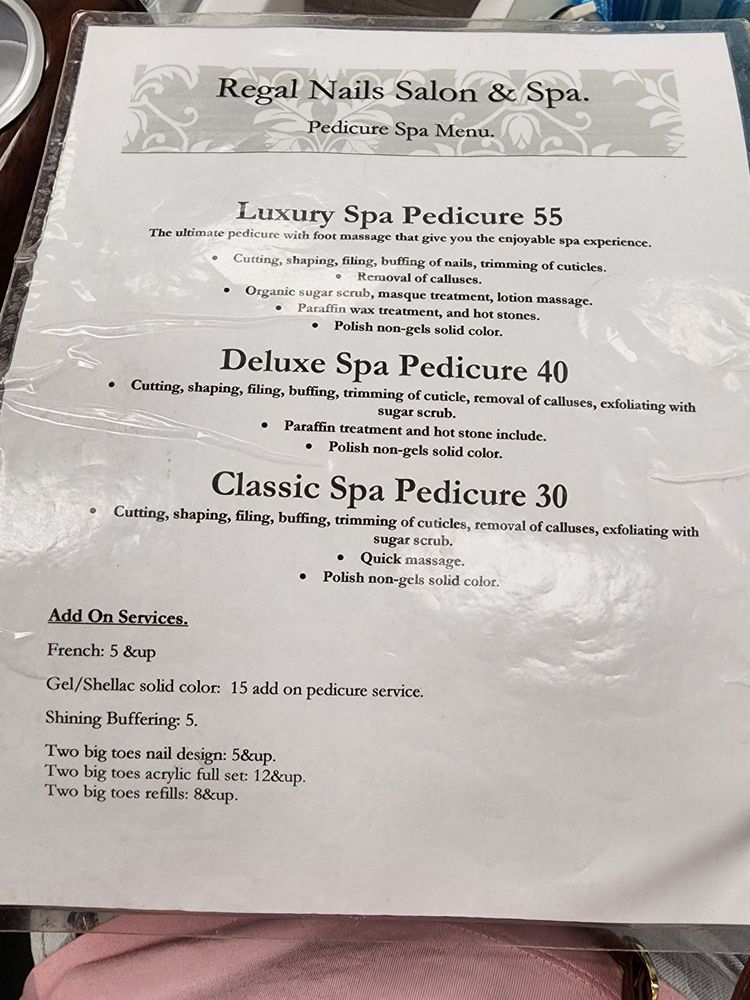 Regal Nails Salon & Spa.
Pedicure Spa Menu.
Luxury Spa Pedicure 55
The ultimate pedicure with foot massage that give you the enjoyable spa experience.
• Cutting, shaping, filing, buffing of nails, trimming of cuticles.
• Removal of calluses.
• Organic sugar scrub, masque treatment, lotion massage.
• Paraffin wax treatment, and hot stones.
• Polish non-gels solid color.
Deluxe Spa Pedicure 40
• Cutting, shaping, filing, buffing, trimming of cuticle, removal of calluses, exfoliating with
sugar scrub.
• Paraffin treatment and hot stone include.
• Polish non-gels solid color.
Classic Spa Pedicure 30
• Cutting, shaping, filing, buffing, trimming of cuticles, removal of calluses, exfoliating with
sugar scrub.
• Quick massage.
• Polish non-gels solid color.
Add On Services.
French: 5 &up
Gel/Shellac solid color: 15 add on pedicure service.
Shining Buffering: 5.
Two big toes nail design: 5&up.
Two big toes acrylic full set: 12&up.
Two big toes refills: 8&up.